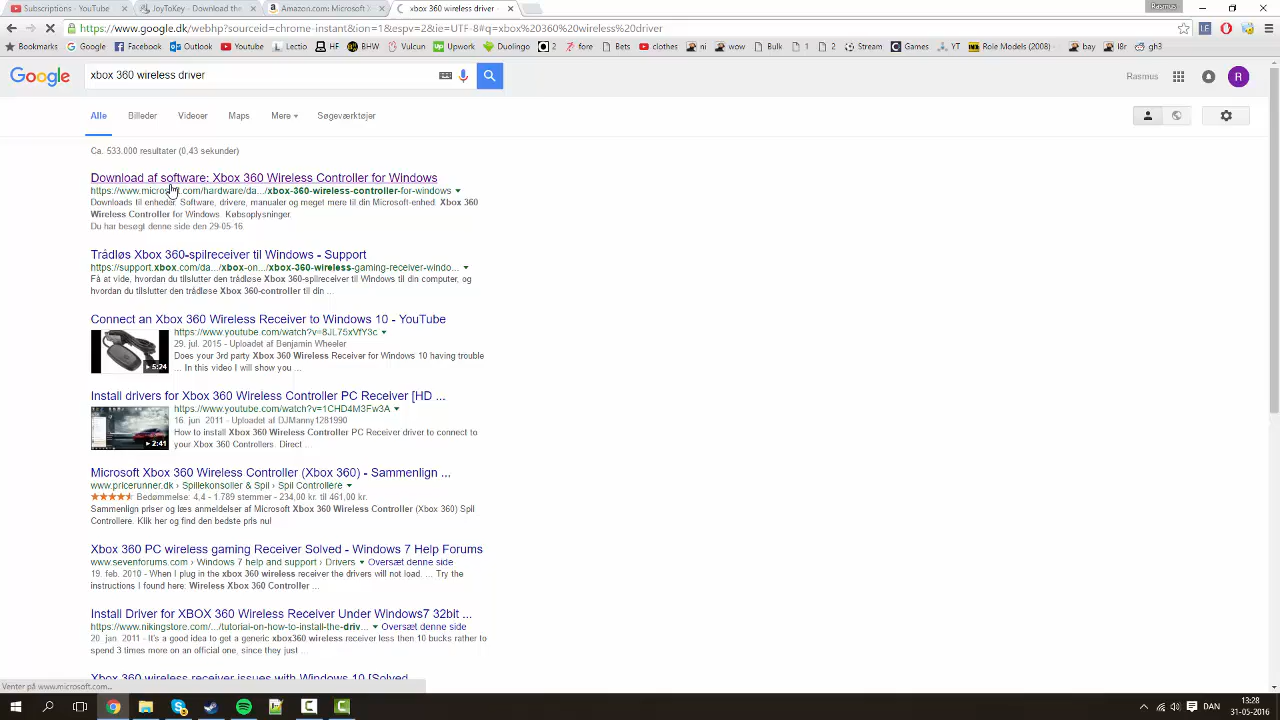 Subscriptions - YouTube
JoyToKey - Download the
Amazon.com: Microsoft
xbox 360 wireless driver -
Rasmus
https://www.google.dk/webhp?sourceid=chrome-instant&ion=1&espv=2&ie=UTF-8#q=xbox%20360%20wireless%20driver
Bookmarks Google Facebook Outlook Youtube Lectio HF BHW Vulcun Upwork Duolingo 2 Forum Bets clothes ni wow Bulk 1 2 Stream Games YT Role Models (2008) - bay lår gh3
Google
xbox 360 wireless driver
Rasmus
R
Alle Billeder Videoer Maps Mere Søgeværktøjer
Ca. 533.000 resultater (0,43 sekunder)
Download af software: Xbox 360 Wireless Controller for Windows
https://www.microsoft.com/hardware/da.../xbox-360-wireless-controller-for-windows
Downloads til enheder. Software, drivere, manualer og meget mere til din Microsoft-enhed. Xbox 360
Wireless Controller for Windows. Købsoplysninger.
Du har besøgt denne side den 29-05-16
Trådløs Xbox 360-spilreceiver til Windows - Support
https://support.xbox.com/da.../xbox-on.../xbox-360-wireless-gaming-receiver-windo...
Få at vide, hvordan du tilslutter den trådløse Xbox 360-spilreceiver til Windows til din computer, og
hvordan du tilslutter den trådløse Xbox 360-controller til din ...
Connect an Xbox 360 Wireless Receiver to Windows 10 - YouTube
https://www.youtube.com/watch?v=8JL75xVfY3c
29. jul. 2015 - Uploadet af Benjamin Wheeler
Does your 3rd party Xbox 360 Wireless Receiver for Windows 10 having trouble
... In this video I will show you ...
5:24
Install drivers for XBOX 360 Wireless Controller PC Receiver [HD ...
https://www.youtube.com/watch?v=1CHD4M3Fw3A
16. jun. 2011 - Uploadet af DJManny1281990
How to install Xbox 360 Wireless Controller PC Receiver driver to connect to
your Xbox 360 Controllers. Direct ...
2:41
Microsoft Xbox 360 Wireless Controller (Xbox 360) - Sammenlign ...
www.pricerunner.dk › Spillekonsoller & Spil › Spil Controllere
Bedømmelse: 4,4 - 1.789 stemmer - 234,00 kr. til 461,00 kr.
Sammenlign priser og læs anmeldelser af Microsoft Xbox 360 Wireless Controller (Xbox 360) Spil
Controllere. Klik her og find den bedste pris nu!
Xbox 360 PC wireless gaming Receiver Solved - Windows 7 Help Forums
www.sevenforums.com › Windows 7 help and support › Drivers Oversæt denne side
19. feb. 2010 - When I plug in the xbox 360 wireless receiver the drivers will not load. ... Try the
instructions I found here: Wireless Xbox 360 Controller ...
Install Driver for XBOX 360 Wireless Receiver Under Windows7 32bit ...
https://www.nikingstore.com/.../tutorial-on-how-to-install-the-driv... Oversæt denne side
20. jan. 2011 - It's a good idea to get a generic xbox360 wireless receiver less then 10 bucks rather to
spend 3 times more on an official one, since they just ...
Xbox 360 wireless receiver issues with Windows 10 [Solved
Venter på www.microsoft.com...
DAN
13:28
31-05-2016